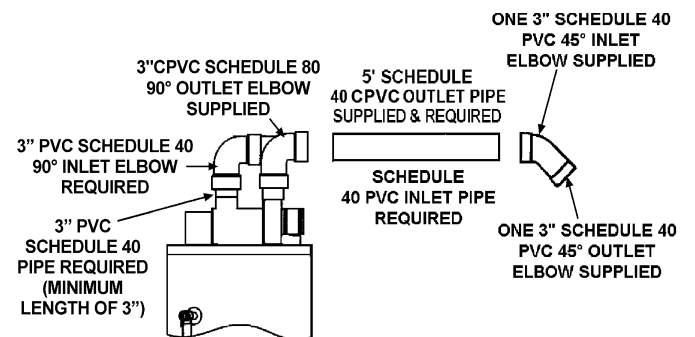 ONE 3" SCHEDULE 40
PVC 45° INLET
ELBOW SUPPLIED
3"CPVC SCHEDULE 80
90° OUTLET ELBOW
SUPPLIED
5' SCHEDULE
40 CPVC OUTLET PIPE
SUPPLIED & REQUIRED
3” PVC SCHEDULE 40
90° INLET ELBOW
REQUIRED
SCHEDULE
40 PVC INLET PIPE
REQUIRED
3” PVC
SCHEDULE 40
PIPE REQUIRED
(MINIMUM
LENGTH OF 3”)
ONE 3" SCHEDULE 40
PVC 45° OUTLET
ELBOW SUPPLIED